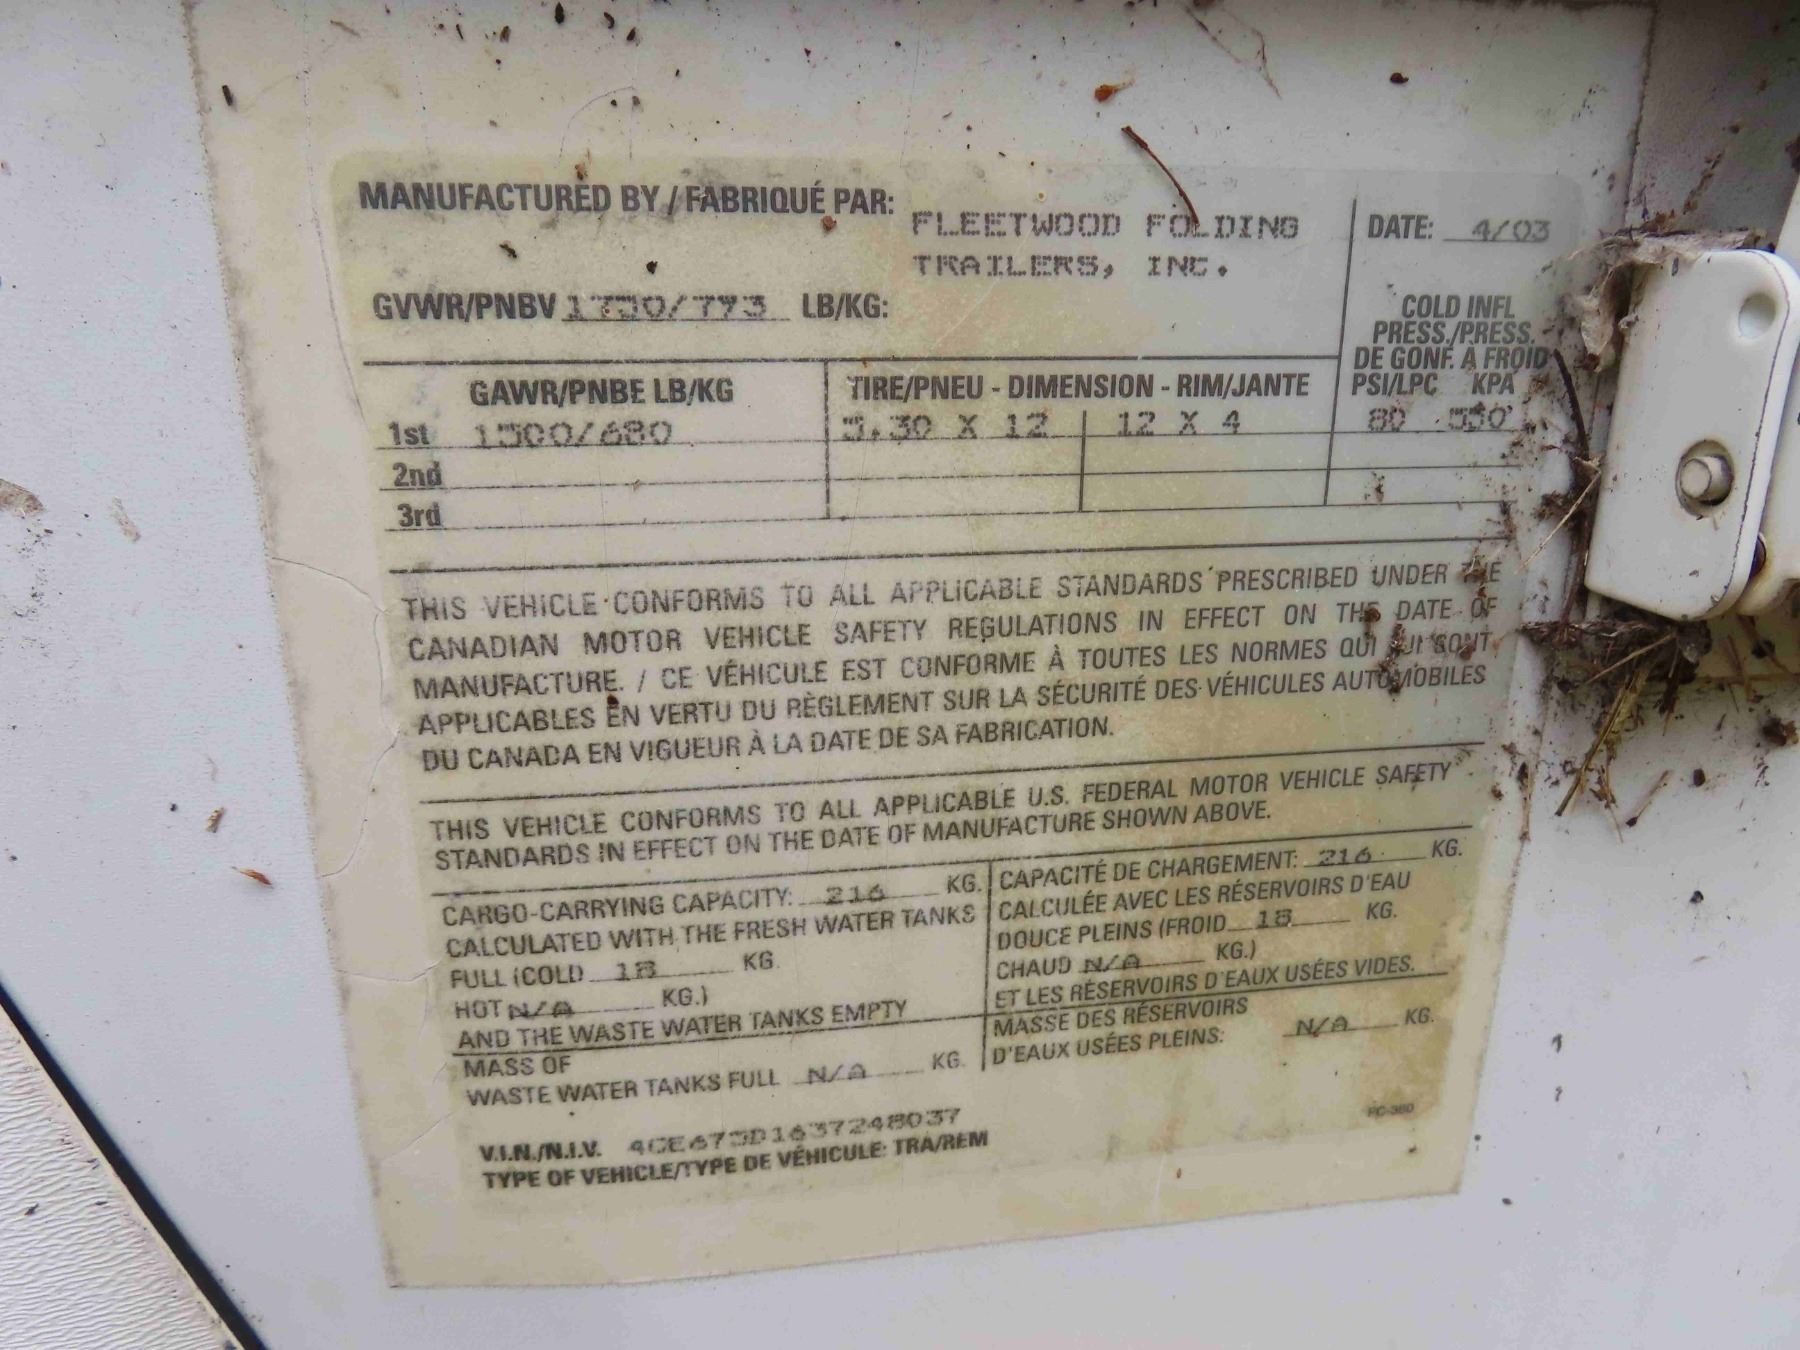 MANUFACTURED BY / FABRIQUÉ PAR: FLEETWOOD FOLDING TRAILERS, INC.
DATE: 4/03
GVWR/PNBV 1750/793 LB/KG:
COLD INFL
PRESS./PRESS.
DE GONF. À FROID
GAWR/PNBE LB/KG TIRE/PNEU - DIMENSION - RIM/JANTE PSI/LPC KPA
1st 1500/680 5.30 X 12 12 X 4 80 550
2nd
3rd
THIS VEHICLE CONFORMS TO ALL APPLICABLE STANDARDS PRESCRIBED UNDER THE
CANADIAN MOTOR VEHICLE SAFETY REGULATIONS IN EFFECT ON THE DATE OF
MANUFACTURE. / CE VÉHICULE EST CONFORME À TOUTES LES NORMES QUI LUI SONT
APPLICABLES EN VERTU DU RÈGLEMENT SUR LA SÉCURITÉ DES VÉHICULES AUTOMOBILES
DU CANADA EN VIGUEUR À LA DATE DE SA FABRICATION.
THIS VEHICLE CONFORMS TO ALL APPLICABLE U.S. FEDERAL MOTOR VEHICLE SAFETY
STANDARDS IN EFFECT ON THE DATE OF MANUFACTURE SHOWN ABOVE.
CARGO-CARRYING CAPACITY: 216 KG.
CALCULATED WITH THE FRESH WATER TANKS
FULL (COLD 18 KG.
HOT N/A KG.)
AND THE WASTE WATER TANKS EMPTY
MASS OF
WASTE WATER TANKS FULL N/A KG.
CAPACITÉ DE CHARGEMENT: 216 KG.
CALCULÉE AVEC LES RÉSERVOIRS D'EAU
DOUCE PLEINS (FROID 18 KG.
CHAUD N/A KG.)
ET LES RÉSERVOIRS D'EAUX USÉES VIDES.
MASSE DES RÉSERVOIRS
D'EAUX USÉES PLEINS: N/A KG.
FC-380
V.I.N./N.I.V. 4CE675D1637248037
TYPE OF VEHICLE/TYPE DE VÉHICULE: TRA/REM